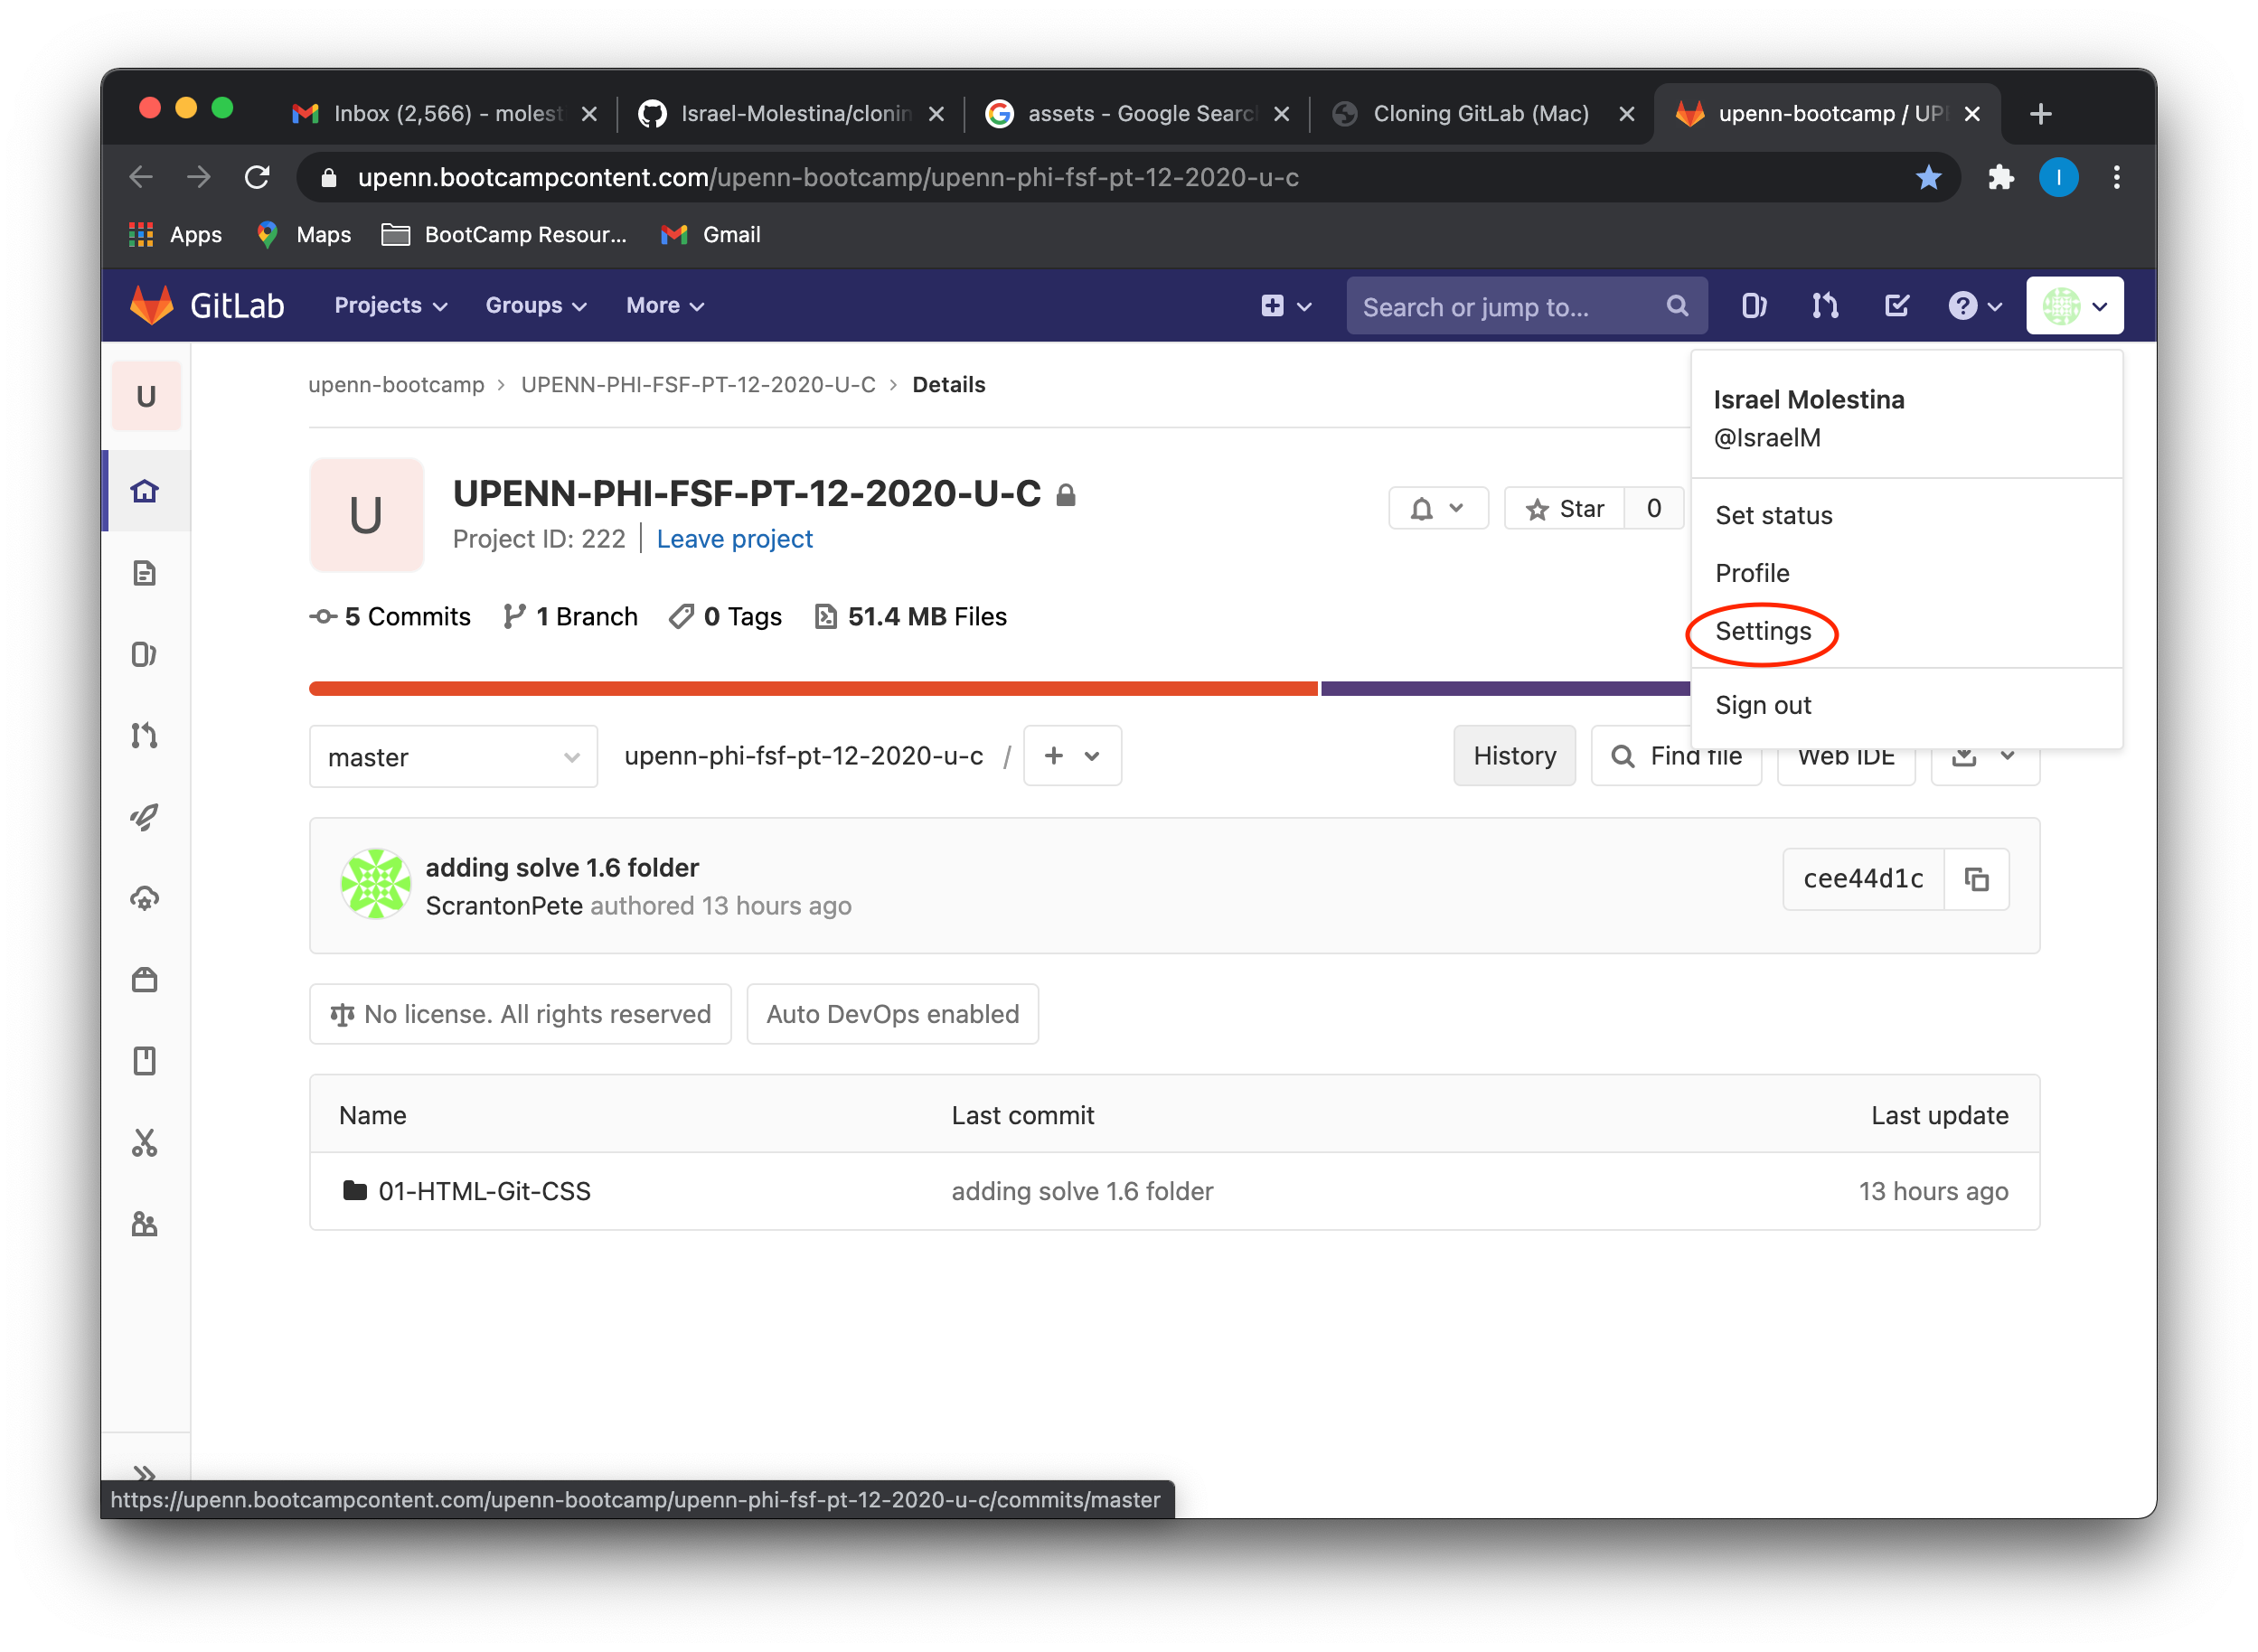 Inbox (2,566) - molest
Israel-Molestina/clonin
assets - Google Search
Cloning GitLab (Mac)
upenn-bootcamp / UPE
upenn.bootcampcontent.com/upenn-bootcamp/upenn-phi-fsf-pt-12-2020-u-c
I
Apps
Maps
BootCamp Resour...
Gmail
GitLab
Projects
Groups
More
Search or jump to...
U
upenn-bootcamp > UPENN-PHI-FSF-PT-12-2020-U-C > Details
Israel Molestina
@IsraelM
Set status
Profile
Settings
Sign out
U
UPENN-PHI-FSF-PT-12-2020-U-C
Project ID: 222 | Leave project
Star
0
5 Commits
1 Branch
0 Tags
51.4 MB Files
master
upenn-phi-fsf-pt-12-2020-u-c /
History
Find file
Web IDE
adding solve 1.6 folder
ScrantonPete authored 13 hours ago
cee44d1c
No license. All rights reserved
Auto DevOps enabled
Name
Last commit
Last update
01-HTML-Git-CSS
adding solve 1.6 folder
13 hours ago
https://upenn.bootcampcontent.com/upenn-bootcamp/upenn-phi-fsf-pt-12-2020-u-c/commits/master